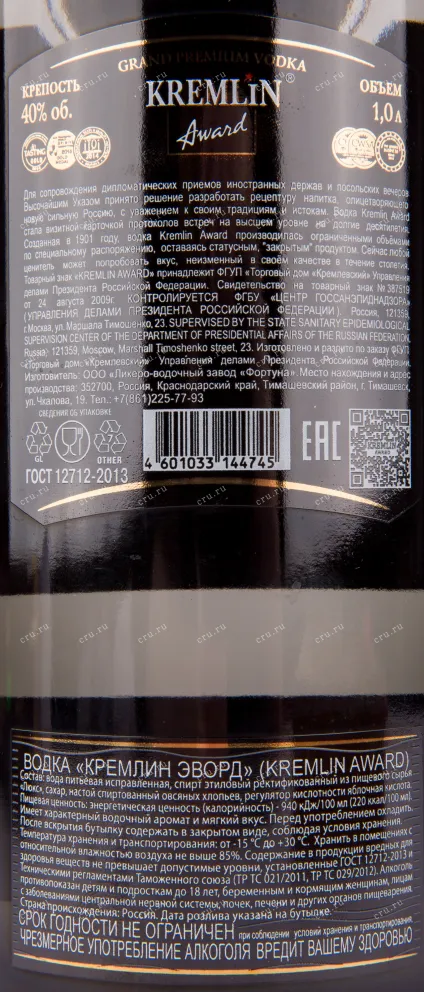 GRAND PREMIUM VODKA
КРЕПОСТЬ
40% об.
KREMLiN®
Award
ОБЪЕМ
1,0 л
Для сопровождения дипломатических приемов иностранных держав и посольских вечеров
Высочайшим Указом принято решение разработать рецептуру напитка, олицетворяющего
новую сильную Россию, с уважением к своим традициям и истокам. Водка Kremlin Award
стала визитной карточкой протоколов встреч на высшем уровне на долгие десятилетия.
Созданная в 1901 году, водка Kremlin Award производилась ограниченными объёмами
по специальному распоряжению, оставаясь статусным, "закрытым" продуктом. Сейчас любой
ценитель может попробовать вкус, неизменный в своём качестве в течение столетия.
Товарный знак «KREMLIN AWARD» принадлежит ФГУП «Торговый дом «Кремлевский» Управления
делами Президента Российской Федерации. Свидетельство на товарный знак № 387519
от 24 августа 2009г. КОНТРОЛИРУЕТСЯ ФГБУ «ЦЕНТР ГОССАНЭПИДНАДЗОРА»
(УПРАВЛЕНИЯ ДЕЛАМИ ПРЕЗИДЕНТА РОССИЙСКОЙ ФЕДЕРАЦИИ). Россия, 121359,
г.Москва, ул. Маршала Тимошенко, 23. SUPERVISED BY THE STATE SANITARY EPIDEMIOLOGICAL
SUPERVISION CENTER OF THE DEPARTMENT OF PRESIDENTIAL AFFAIRS OF THE RUSSIAN FEDERATION,
Russia, 121359, Moscow, Marshall Timoshenko street, 23. Изготовлено и разлито по заказу ФГУП
«Торговый дом «Кремлевский» Управления делами Президента Российской Федерации.
Изготовитель: ООО «Ликеро-водочный завод «Фортуна». Место нахождения и адрес
производства: 352700, Россия, Краснодарский край, Тимашевский район, г. Тимашевск,
ул.Чкалова, 19. Тел.: +7(861)225-77-93
СВЕДЕНИЯ ОБ УПАКОВКЕ
GL
7
OTHER
ГОСТ 12712-2013
4 601033 144745
EAC
ВОДКА «КРЕМЛИН ЭВОРД» (KREMLIN AWARD)
Состав: вода питьевая исправленная, спирт этиловый ректификованный из пищевого сырья
«Люкс», сахар, настой спиртованный овсяных хлопьев, регулятор кислотности яблочная кислота.
Пищевая ценность: энергетическая ценность (калорийность) - 940 кДж/100 мл (220 ккал/100 мл).
Имеет характерный водочный аромат и мягкий вкус. Перед употреблением охладить.
После вскрытия бутылку содержать в закрытом виде, соблюдая условия хранения.
Температура хранения и транспортирования: от -15 °С до +30 °С. Хранить в помещениях с
относительной влажностью воздуха не выше 85%. Содержание в продукции вредных для
здоровья веществ не превышает допустимые уровни, установленные ГОСТ 12712-2013 и
Техническими регламентами Таможенного союза (ТР ТС 021/2011, ТР ТС 029/2012). Алкоголь
противопоказан детям и подросткам до 18 лет, беременным и кормящим женщинам, лицам
с заболеваниями центральной нервной системы, почек, печени и других органов пищеварения.
Страна происхождения: Россия. Дата розлива указана на бутылке.
СРОК ГОДНОСТИ НЕ ОГРАНИЧЕН при соблюдении условий хранения и транспортирования.
ЧРЕЗМЕРНОЕ УПОТРЕБЛЕНИЕ АЛКОГОЛЯ ВРЕДИТ ВАШЕМУ ЗДОРОВЬЮ